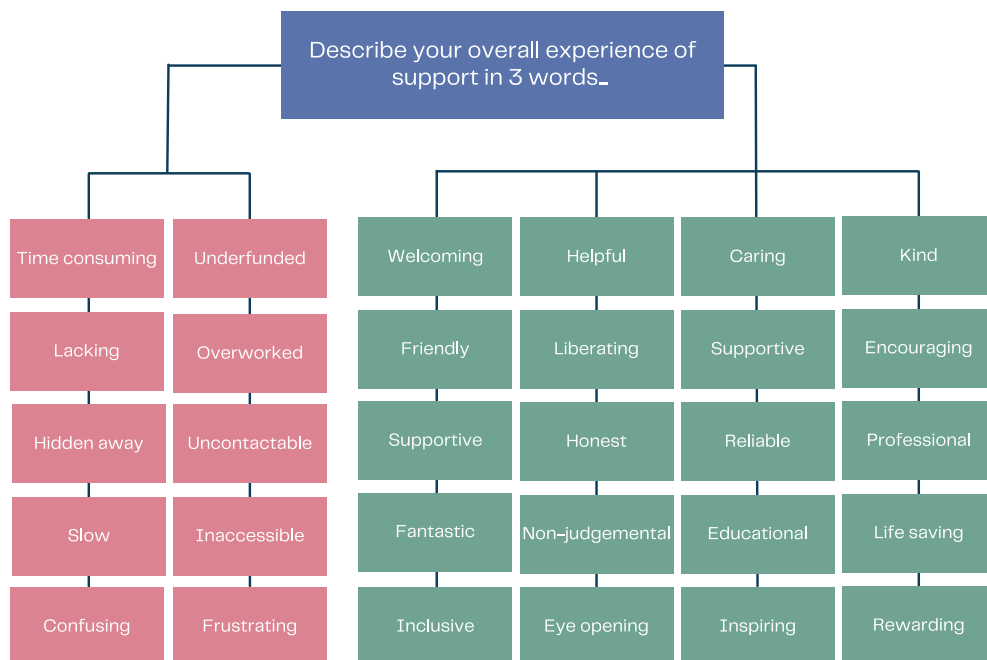 Describe your overall experience of
support in 3 words...
Time consuming
Underfunded
Welcoming
Helpful
Caring
Kind
Lacking
Overworked
Friendly
Liberating
Supportive
Encouraging
Hidden away
Uncontactable
Supportive
Honest
Reliable
Professional
Slow
Inaccessible
Fantastic
Non-judgemental
Educational
Life saving
Confusing
Frustrating
Inclusive
Eye opening
Inspiring
Rewarding